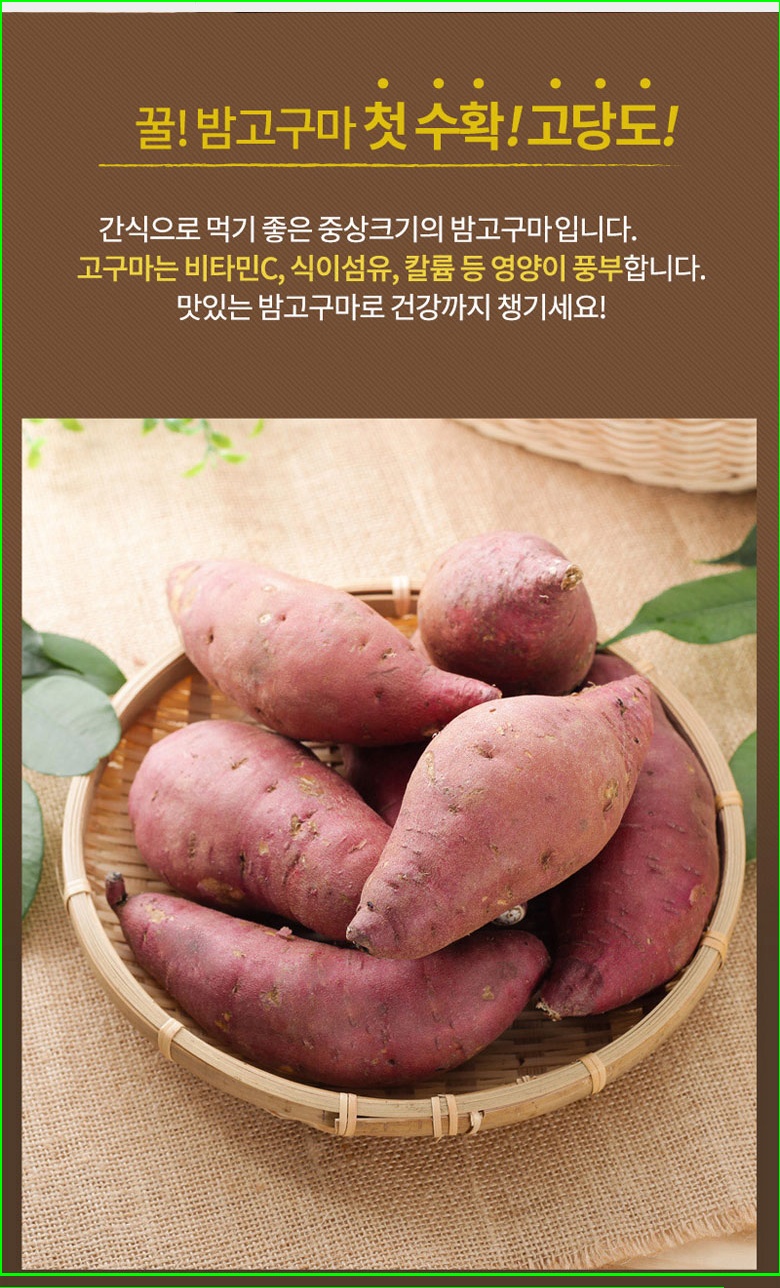 꿀! 밤고구마 첫 수확! 고당도!
간식으로 먹기 좋은 중상크기의 밤고구마입니다.
고구마는 비타민C, 식이섬유, 칼륨 등 영양이 풍부합니다.
맛있는 밤고구마로 건강까지 챙기세요!